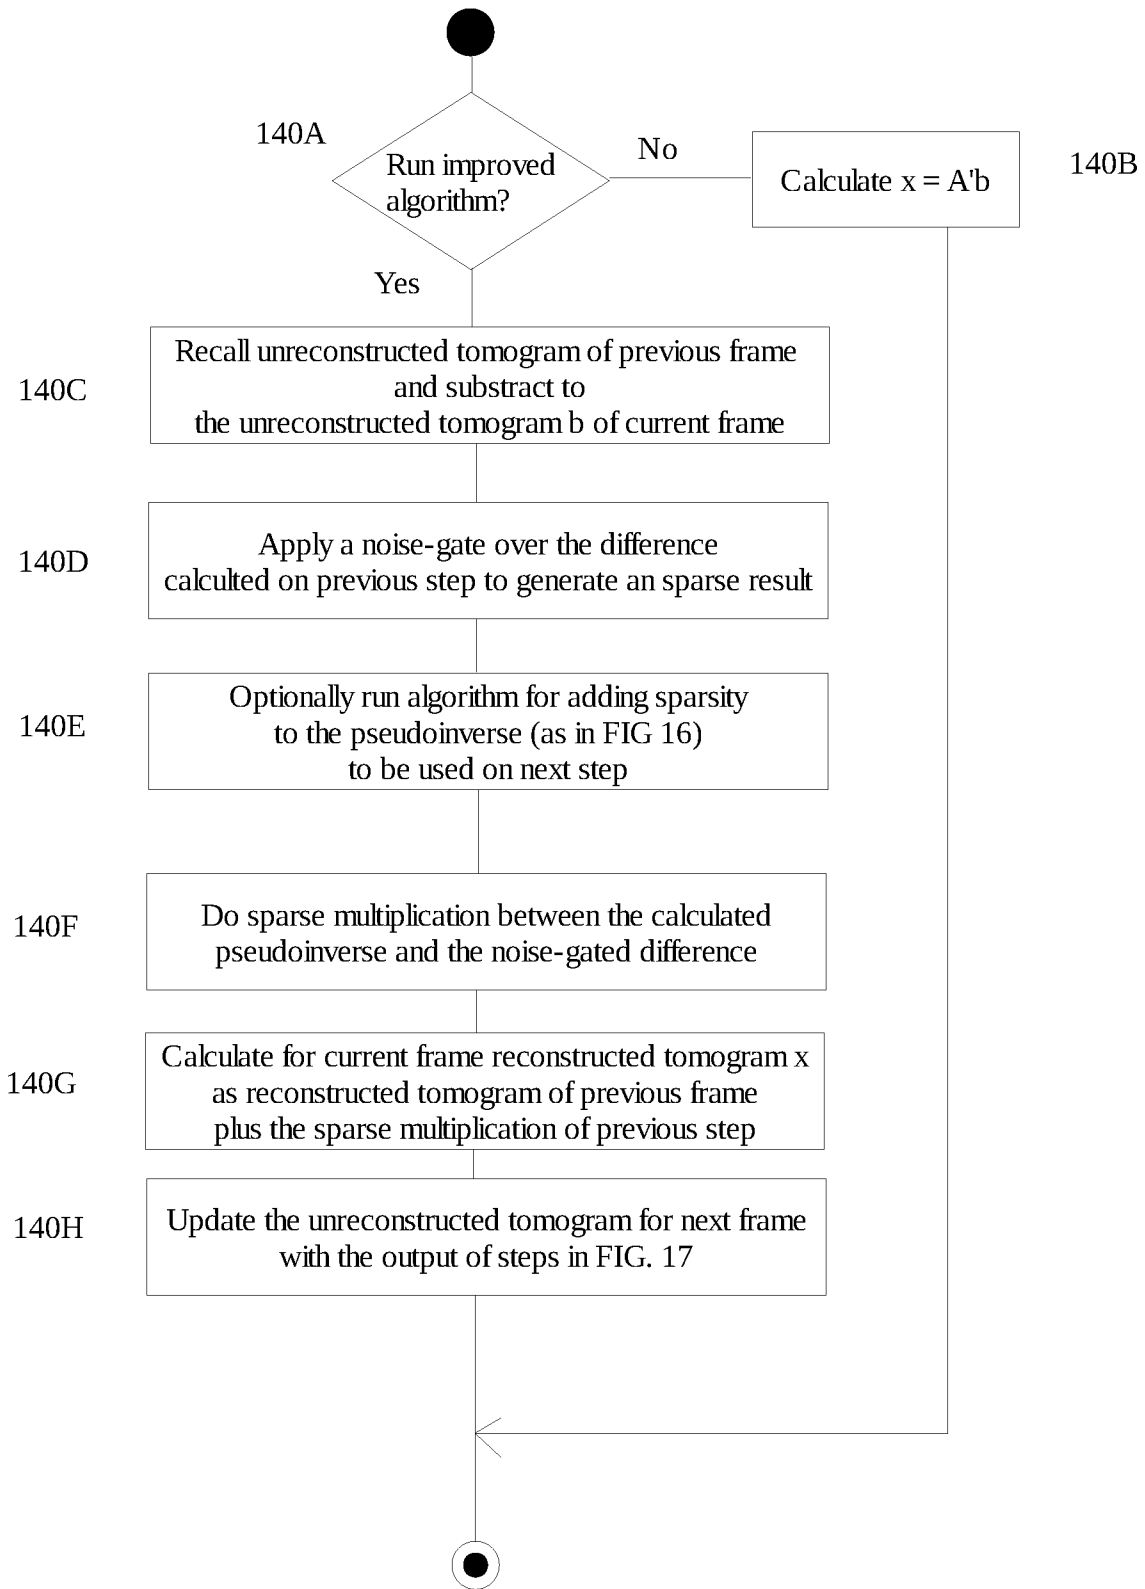 140A
Run improved
algorithm?
No
Calculate x = A'b
140B
Yes
140C
Recall unreconstructed tomogram of previous frame
and substract to
the unreconstructed tomogram b of current frame
140D
Apply a noise-gate over the difference
calculted on previous step to generate an sparse result
140E
Optionally run algorithm for adding sparsity
to the pseudoinverse (as in FIG 16)
to be used on next step
140F
Do sparse multiplication between the calculated
pseudoinverse and the noise-gated difference
140G
Calculate for current frame reconstructed tomogram x
as reconstructed tomogram of previous frame
plus the sparse multiplication of previous step
140H
Update the unreconstructed tomogram for next frame
with the output of steps in FIG. 17